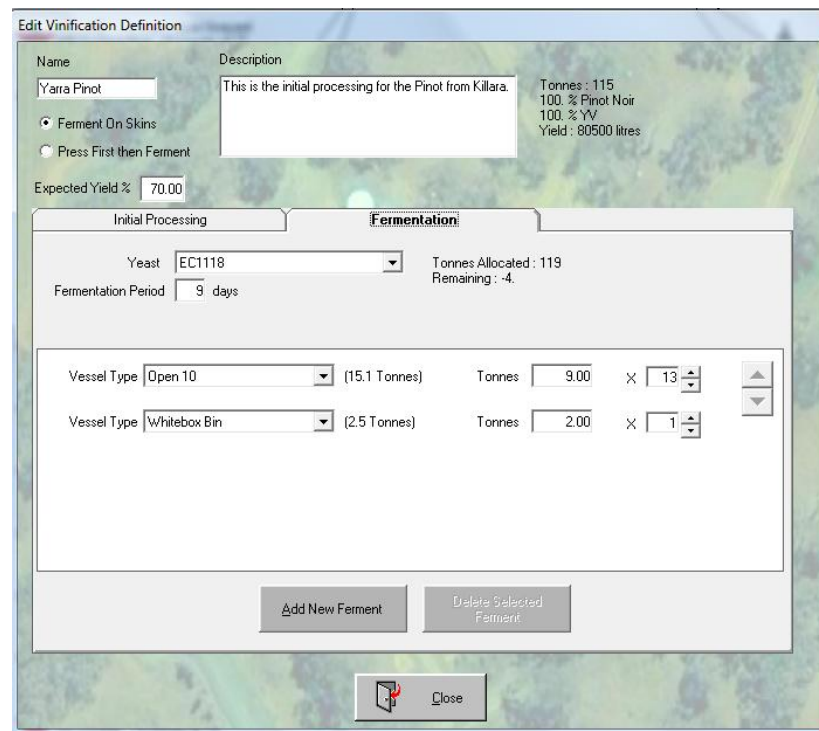 Edit Vinification Definition
Name
Description
Yarra Pinot
This is the initial processing for the Pinot from Killara.
Tonnes : 115
100. % Pinot Noir
100. % YV
Yield : 80500 litres
Ferment On Skins
Press First then Ferment
Expected Yield % 70.00
Initial Processing
Fermentation
Yeast EC1118
Tonnes Allocated : 119
Remaining : -4.
Fermentation Period 9 days
Vessel Type Open 10 (15.1 Tonnes) Tonnes 9.00 X 13
Vessel Type Whitebox Bin (2.5 Tonnes) Tonnes 2.00 X 1
Add New Ferment
Delete Selected
Ferment
Close